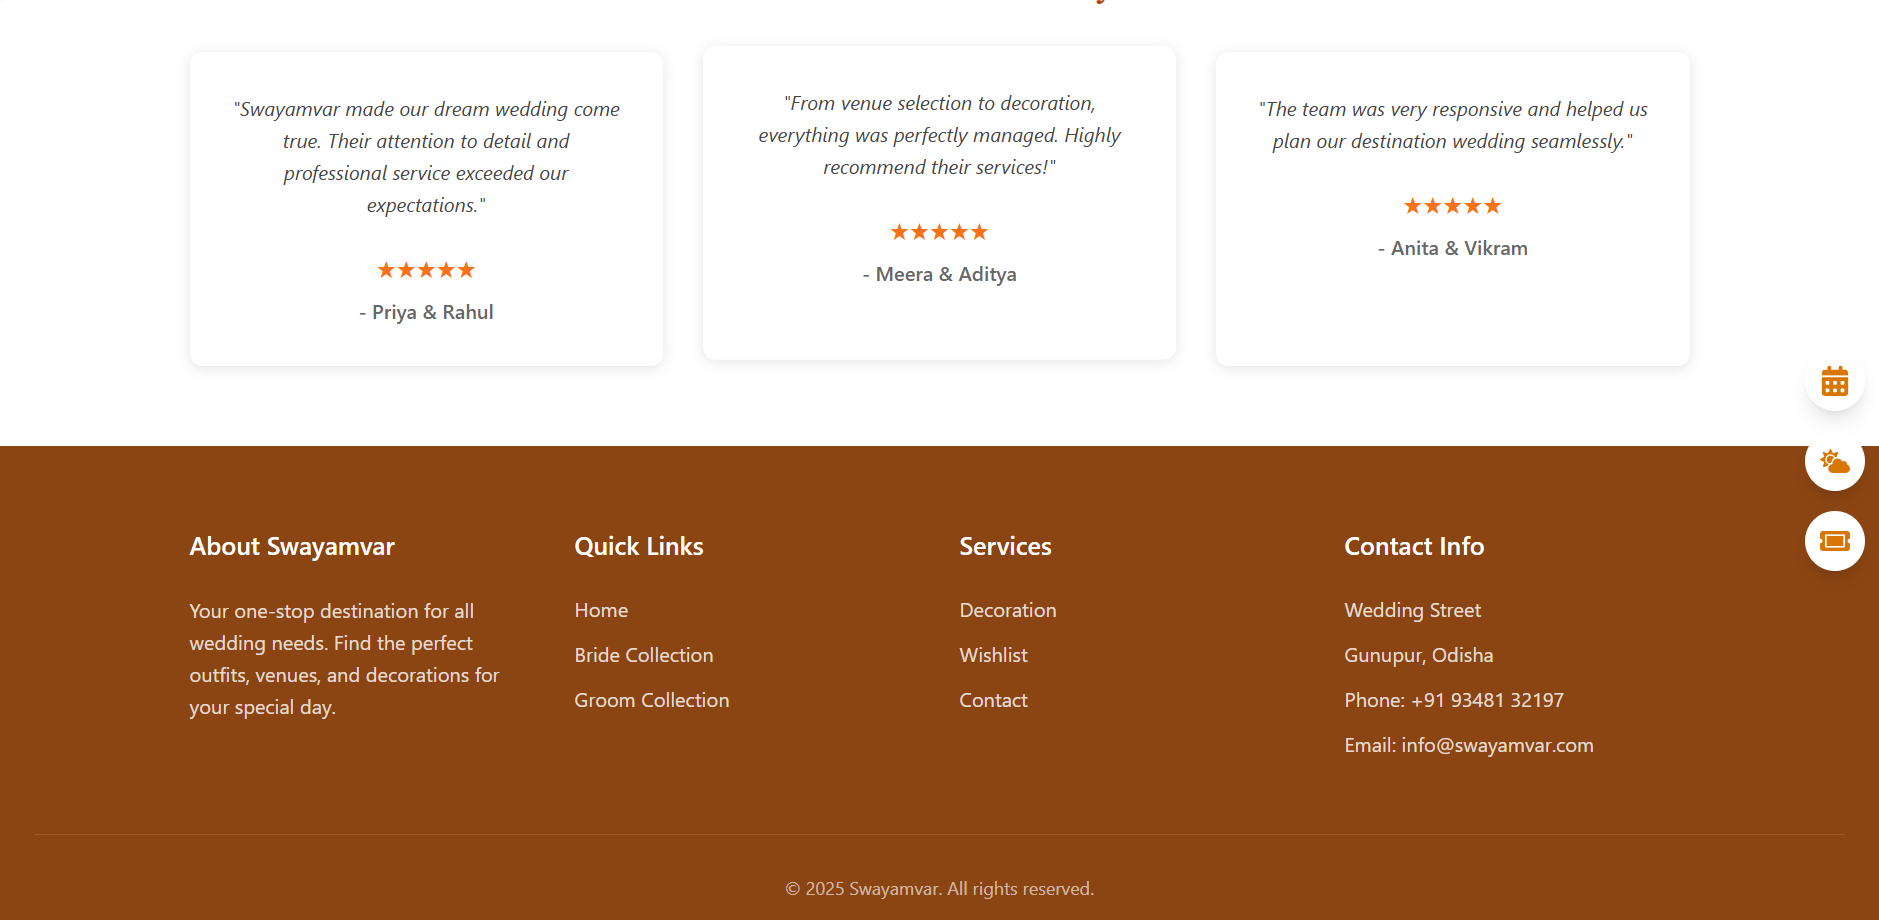 "Swayamvar made our dream wedding come
true. Their attention to detail and
professional service exceeded our
expectations."
★★★★★
- Priya & Rahul
"From venue selection to decoration,
everything was perfectly managed. Highly
recommend their services!"
★★★★★
- Meera & Aditya
"The team was very responsive and helped us
plan our destination wedding seamlessly."
★★★★★
- Anita & Vikram
About Swayamvar
Your one-stop destination for all
wedding needs. Find the perfect
outfits, venues, and decorations for
your special day.
Quick Links
Home
Bride Collection
Groom Collection
Services
Decoration
Wishlist
Contact
Contact Info
Wedding Street
Gunupur, Odisha
Phone: +91 93481 32197
Email: info@swayamvar.com
© 2025 Swayamvar. All rights reserved.